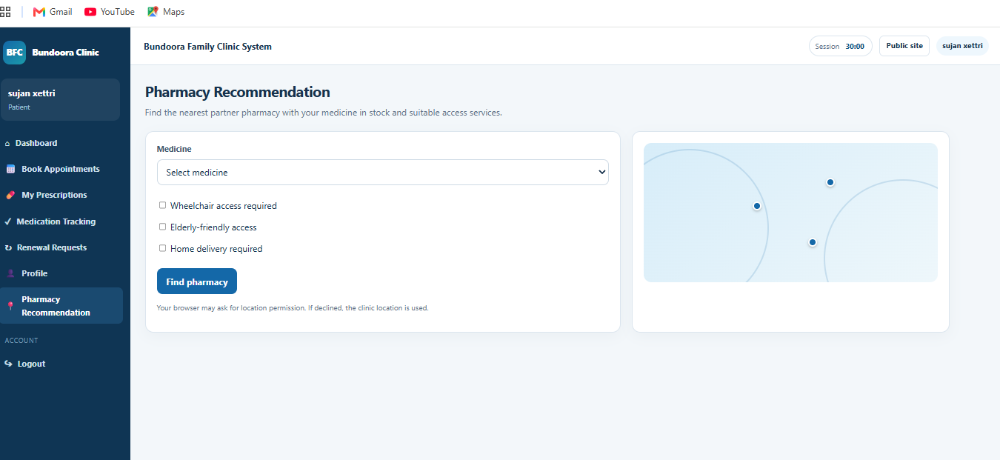 Gmail
YouTube
Maps
BFC
Bundoora Clinic
sujan xettri
Patient
Dashboard
Book Appointments
My Prescriptions
Medication Tracking
Renewal Requests
Profile
Pharmacy
Recommendation
ACCOUNT
Logout
Bundoora Family Clinic System
Session 30:00
Public site
sujan xettri
Pharmacy Recommendation
Find the nearest partner pharmacy with your medicine in stock and suitable access services.
Medicine
Select medicine
Wheelchair access required
Elderly-friendly access
Home delivery required
Find pharmacy
Your browser may ask for location permission. If declined, the clinic location is used.